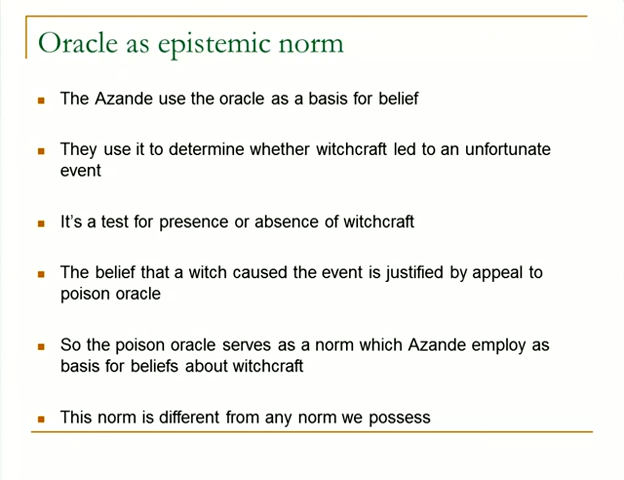 Oracle as epistemic norm
The Azande use the oracle as a basis for belief
They use it to determine whether witchcraft led to an unfortunate
event
It's a test for presence or absence of witchcraft
The belief that a witch caused the event is justified by appeal to
poison oracle
So the poison oracle serves as a norm which Azande employ as
basis for beliefs about witchcraft
This norm is different from any norm we possess